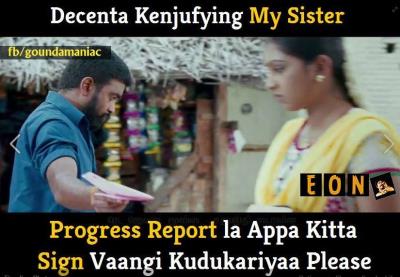 Decenta Kenjufying My Sister
fb/goundamaniac
EON
Progress Report la Appa Kitta
Sign Vaangi Kudukariyaa Please